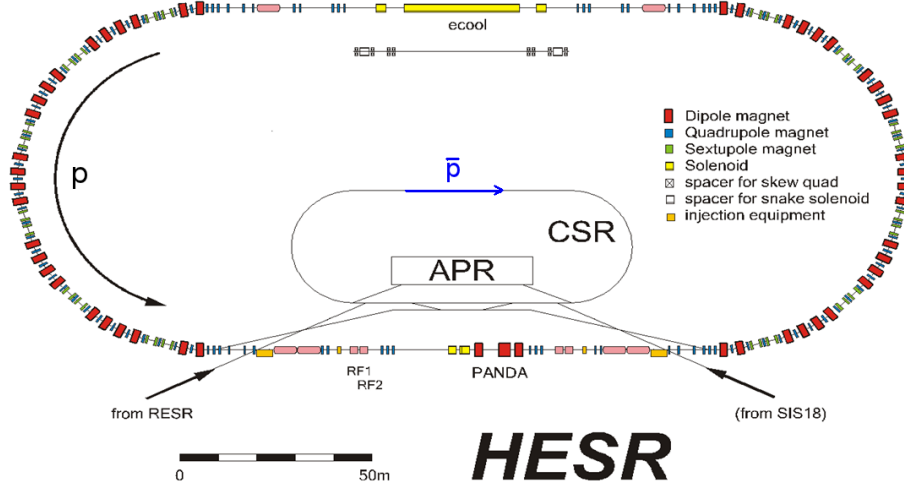 ecool
Dipole magnet
Quadrupole magnet
Sextupole magnet
Solenoid
spacer for skew quad
spacer for snake solenoid
injection equipment
p
p̅
CSR
APR
RF1
RF2
PANDA
from RESR
(from SIS18)
0
50m
HESR